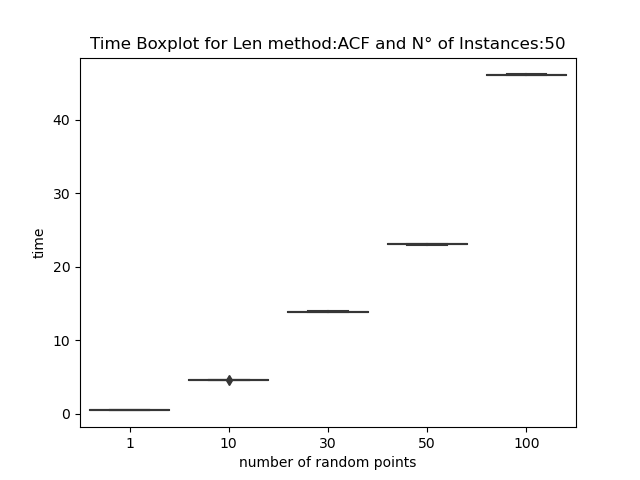 Time Boxplot for Len method:ACF and N° of Instances:50
40
30
20
10
0
time
1 10 30 50 100
number of random points